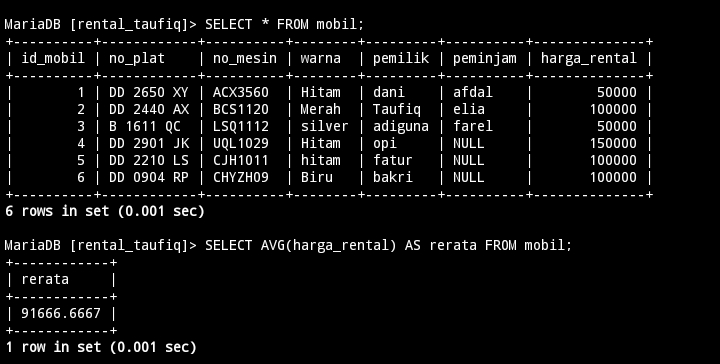 MariaDB [rental_taufiq]> SELECT * FROM mobil;
+----------+------------+----------+--------+---------+----------+--------------+
| id_mobil | no_plat    | no_mesin | warna  | pemilik | peminjam | harga_rental |
+----------+------------+----------+--------+---------+----------+--------------+
|        1 | DD 2650 XY | ACX3560  | Hitam  | dani    | afdal    |        50000 |
|        2 | DD 2440 AX | BCS1120  | Merah  | Taufiq  | elia     |       100000 |
|        3 | B 1611 QC  | LSQ1112  | silver | adiguna | farel    |        50000 |
|        4 | DD 2901 JK | UQL1029  | Hitam  | opi     | NULL     |       150000 |
|        5 | DD 2210 LS | CJH1011  | hitam  | fatur   | NULL     |       100000 |
|        6 | DD 0904 RP | CHYZH09  | Biru   | bakri   | NULL     |       100000 |
+----------+------------+----------+--------+---------+----------+--------------+
6 rows in set (0.001 sec)
MariaDB [rental_taufiq]> SELECT AVG(harga_rental) AS rerata FROM mobil;
+------------+
| rerata     |
+------------+
| 91666.6667 |
+------------+
1 row in set (0.001 sec)